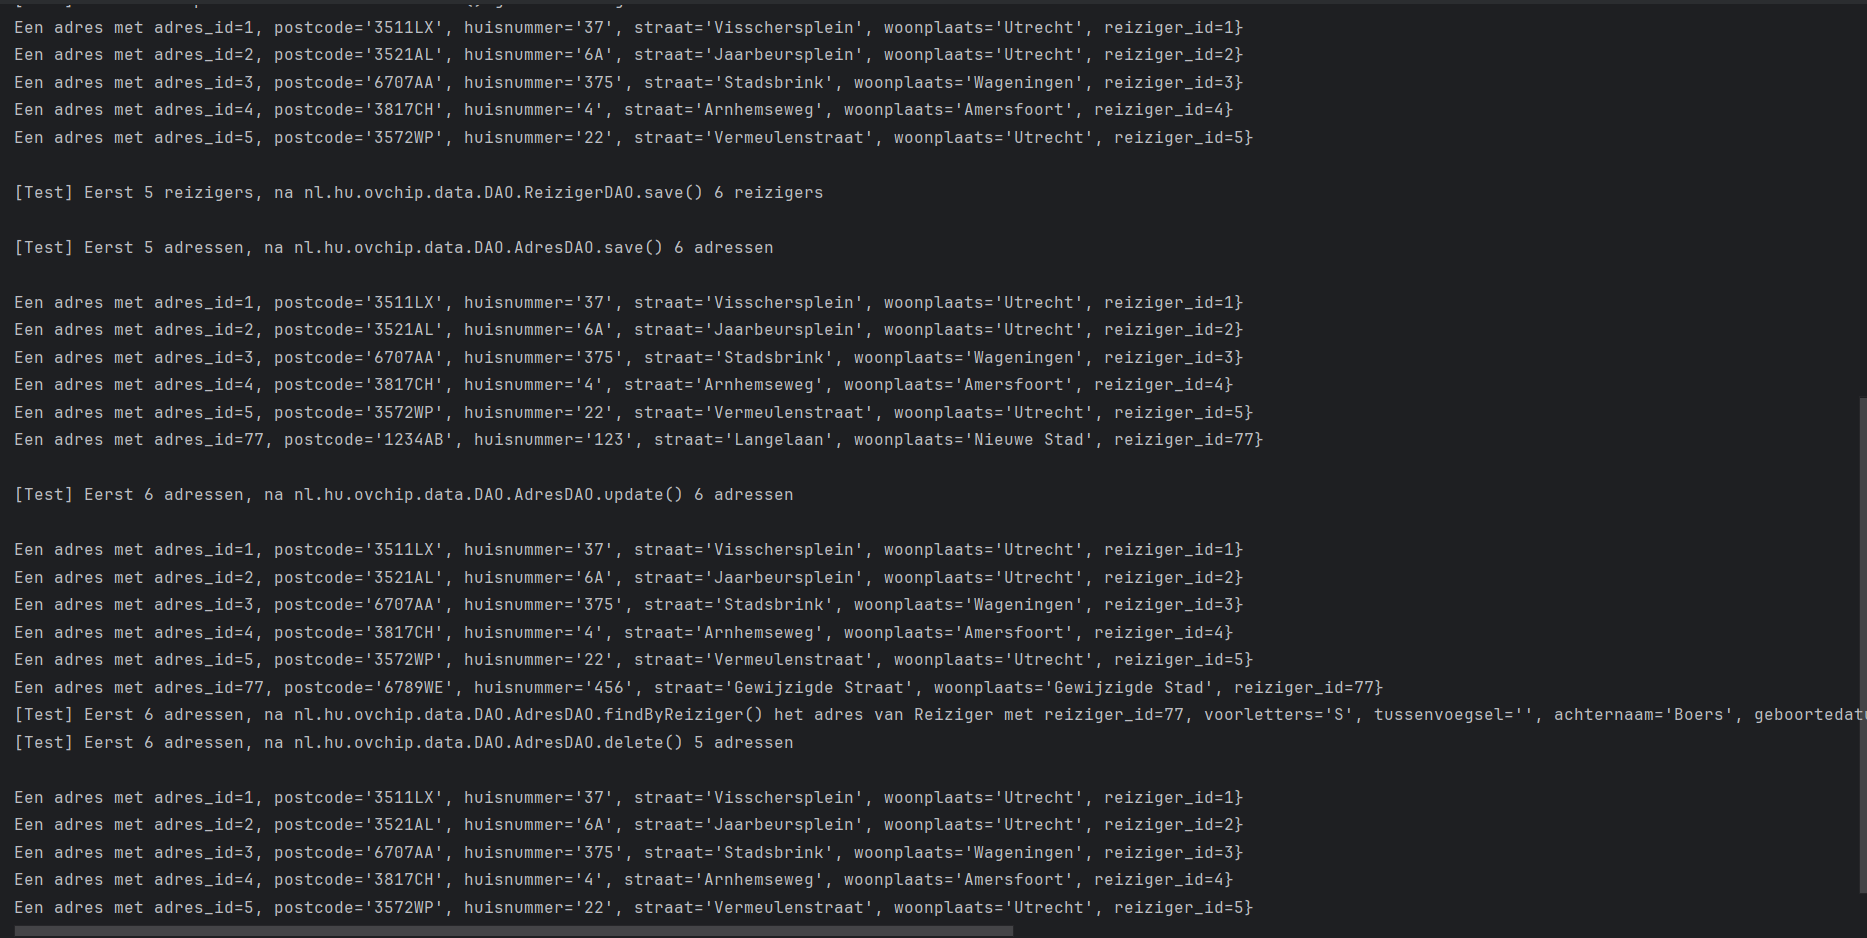 Een adres met adres_id=1, postcode='3511LX', huisnummer='37', straat='Visschersplein', woonplaats='Utrecht', reiziger_id=1}
Een adres met adres_id=2, postcode='3521AL', huisnummer='6A', straat='Jaarbeursplein', woonplaats='Utrecht', reiziger_id=2}
Een adres met adres_id=3, postcode='6707AA', huisnummer='375', straat='Stadsbrink', woonplaats='Wageningen', reiziger_id=3}
Een adres met adres_id=4, postcode='3817CH', huisnummer='4', straat='Arnhemseweg', woonplaats='Amersfoort', reiziger_id=4}
Een adres met adres_id=5, postcode='3572WP', huisnummer='22', straat='Vermeulenstraat', woonplaats='Utrecht', reiziger_id=5}
[Test] Eerst 5 reizigers, na nl.hu.ovchip.data.DAO.ReizigerDAO.save() 6 reizigers
[Test] Eerst 5 adressen, na nl.hu.ovchip.data.DAO.AdresDAO.save() 6 adressen
Een adres met adres_id=1, postcode='3511LX', huisnummer='37', straat='Visschersplein', woonplaats='Utrecht', reiziger_id=1}
Een adres met adres_id=2, postcode='3521AL', huisnummer='6A', straat='Jaarbeursplein', woonplaats='Utrecht', reiziger_id=2}
Een adres met adres_id=3, postcode='6707AA', huisnummer='375', straat='Stadsbrink', woonplaats='Wageningen', reiziger_id=3}
Een adres met adres_id=4, postcode='3817CH', huisnummer='4', straat='Arnhemseweg', woonplaats='Amersfoort', reiziger_id=4}
Een adres met adres_id=5, postcode='3572WP', huisnummer='22', straat='Vermeulenstraat', woonplaats='Utrecht', reiziger_id=5}
Een adres met adres_id=77, postcode='1234AB', huisnummer='123', straat='Langelaan', woonplaats='Nieuwe Stad', reiziger_id=77}
[Test] Eerst 6 adressen, na nl.hu.ovchip.data.DAO.AdresDAO.update() 6 adressen
Een adres met adres_id=1, postcode='3511LX', huisnummer='37', straat='Visschersplein', woonplaats='Utrecht', reiziger_id=1}
Een adres met adres_id=2, postcode='3521AL', huisnummer='6A', straat='Jaarbeursplein', woonplaats='Utrecht', reiziger_id=2}
Een adres met adres_id=3, postcode='6707AA', huisnummer='375', straat='Stadsbrink', woonplaats='Wageningen', reiziger_id=3}
Een adres met adres_id=4, postcode='3817CH', huisnummer='4', straat='Arnhemseweg', woonplaats='Amersfoort', reiziger_id=4}
Een adres met adres_id=5, postcode='3572WP', huisnummer='22', straat='Vermeulenstraat', woonplaats='Utrecht', reiziger_id=5}
Een adres met adres_id=77, postcode='6789WE', huisnummer='456', straat='Gewijzigde Straat', woonplaats='Gewijzigde Stad', reiziger_id=77}
[Test] Eerst 6 adressen, na nl.hu.ovchip.data.DAO.AdresDAO.findByReiziger() het adres van Reiziger met reiziger_id=77, voorletters='S', tussenvoegsel='', achternaam='Boers',
[Test] Eerst 6 adressen, na nl.hu.ovchip.data.DAO.AdresDAO.delete() 5 adressen
Een adres met adres_id=1, postcode='3511LX', huisnummer='37', straat='Visschersplein', woonplaats='Utrecht', reiziger_id=1}
Een adres met adres_id=2, postcode='3521AL', huisnummer='6A', straat='Jaarbeursplein', woonplaats='Utrecht', reiziger_id=2}
Een adres met adres_id=3, postcode='6707AA', huisnummer='375', straat='Stadsbrink', woonplaats='Wageningen', reiziger_id=3}
Een adres met adres_id=4, postcode='3817CH', huisnummer='4', straat='Arnhemseweg', woonplaats='Amersfoort', reiziger_id=4}
Een adres met adres_id=5, postcode='3572WP', huisnummer='22', straat='Vermeulenstraat', woonplaats='Utrecht', reiziger_id=5}